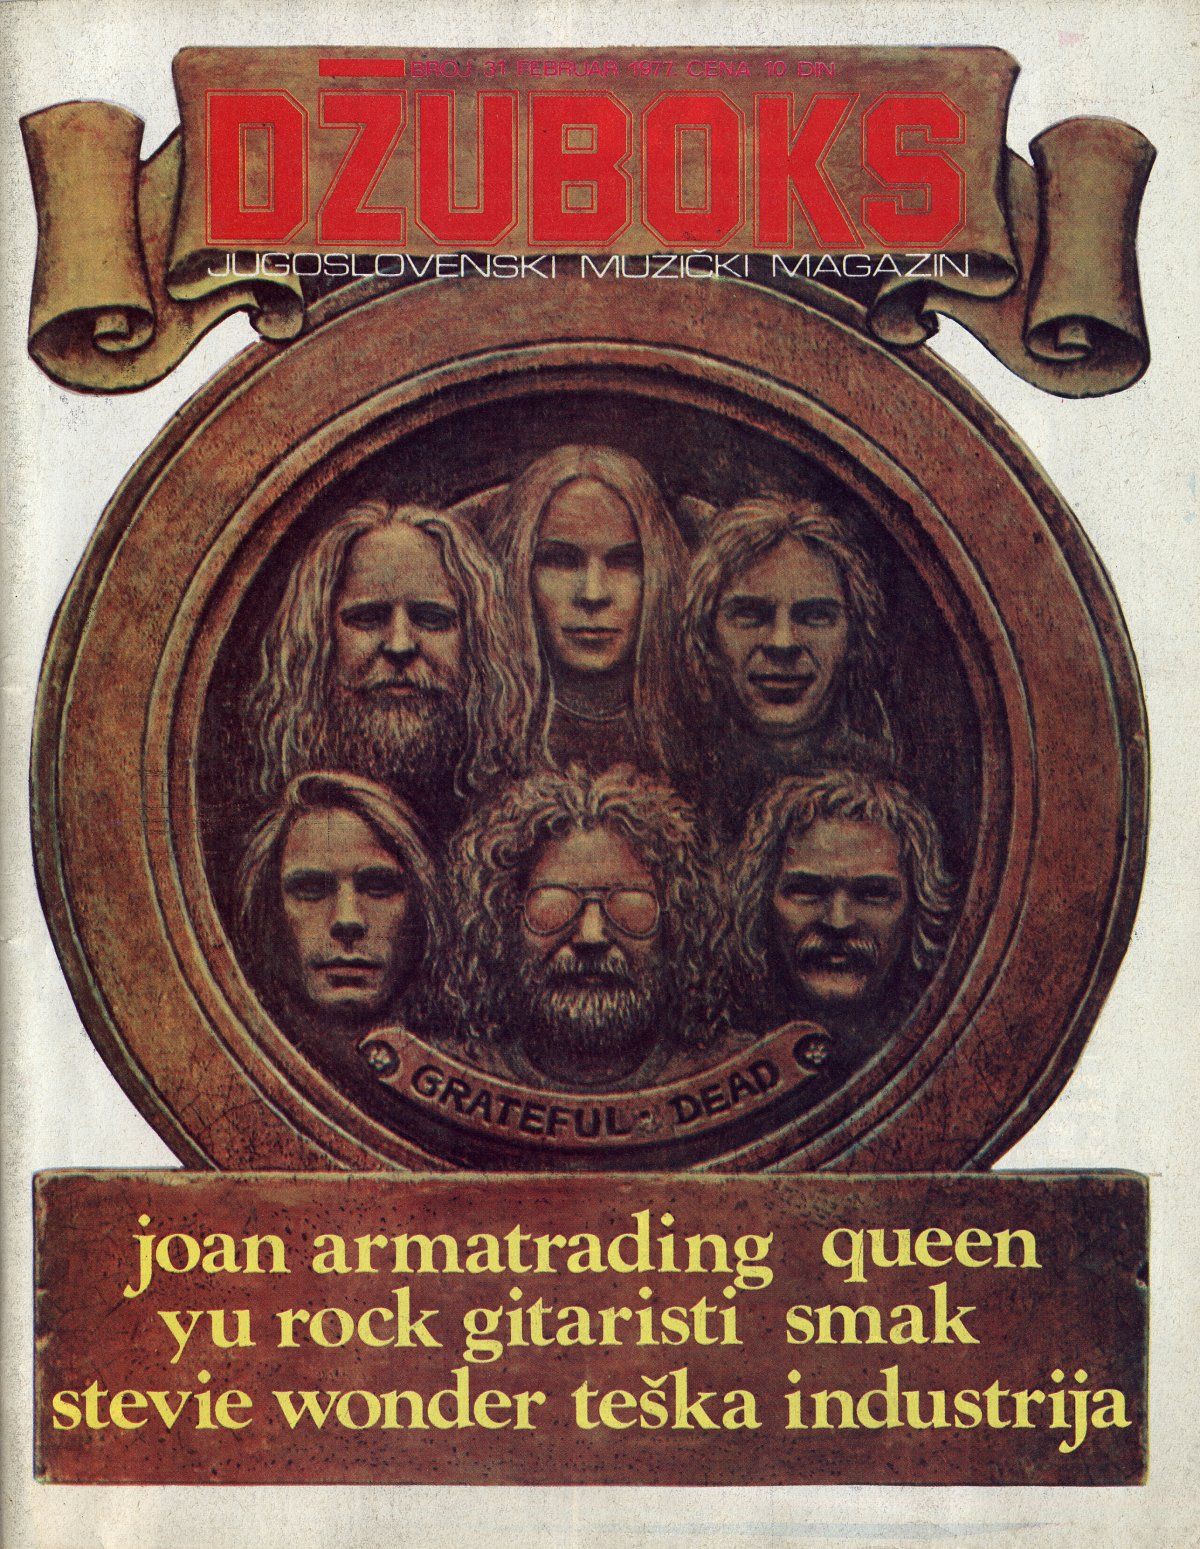 BROJ 31 FEBRUAR 1977. CENA 10 DIN.
DŽUBOKS
JUGOSLOVENSKI MUZIČKI MAGAZIN
GRATEFUL DEAD
joan armatrading queen
yu rock gitaristi smak
stevie wonder teška industrija